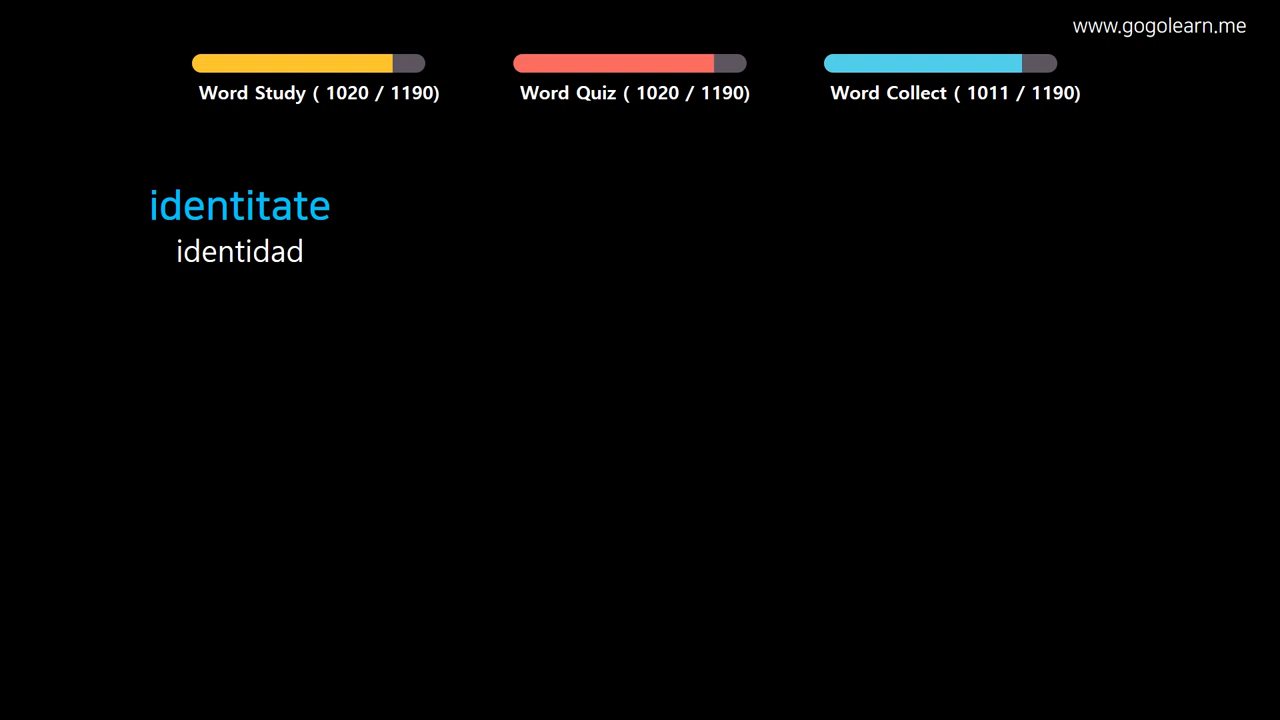 www.gogolearn.me
Word Study ( 1020 / 1190)
Word Quiz ( 1020 / 1190)
Word Collect ( 1011 / 1190)
identitate
identidad